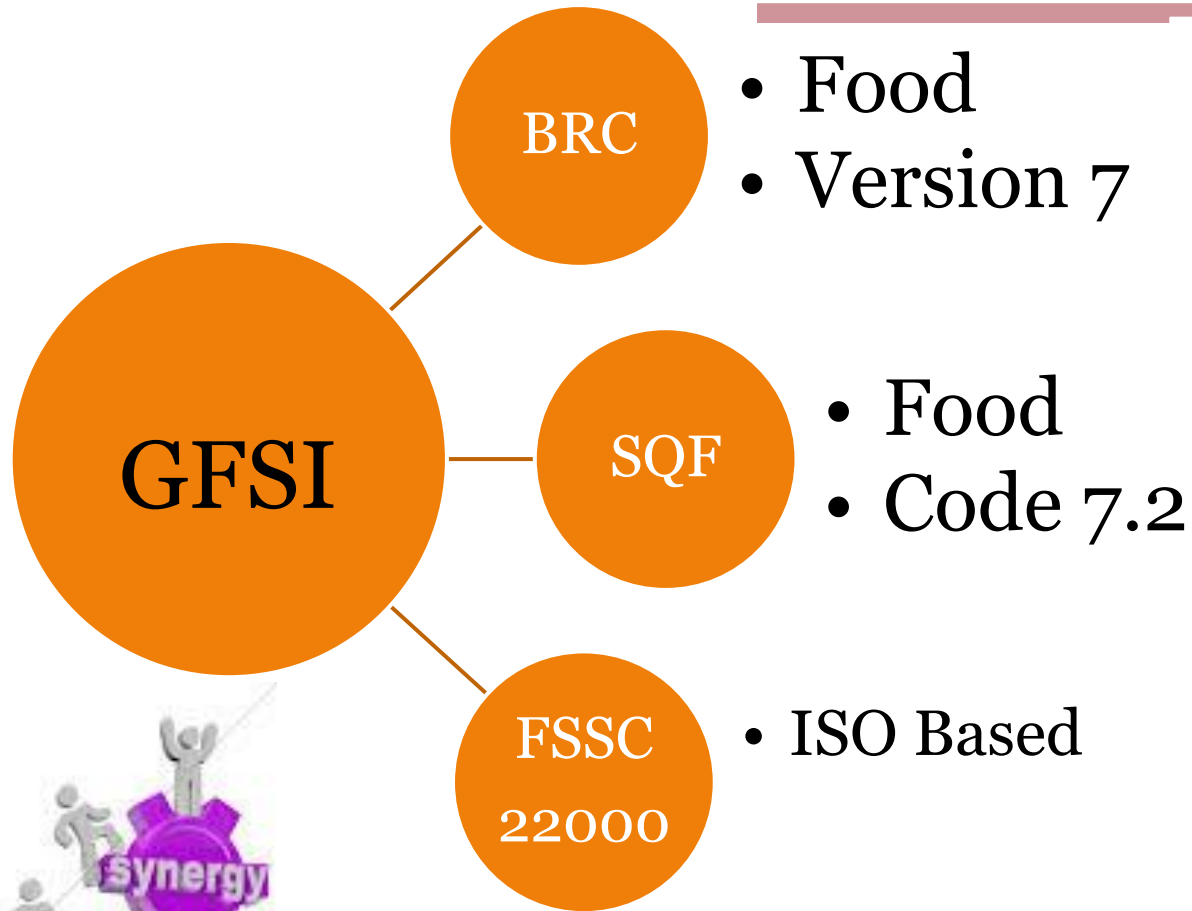 BRC
• Food
• Version 7
GFSI
SQF
• Food
• Code 7.2
FSSC
22000
• ISO Based
synergy